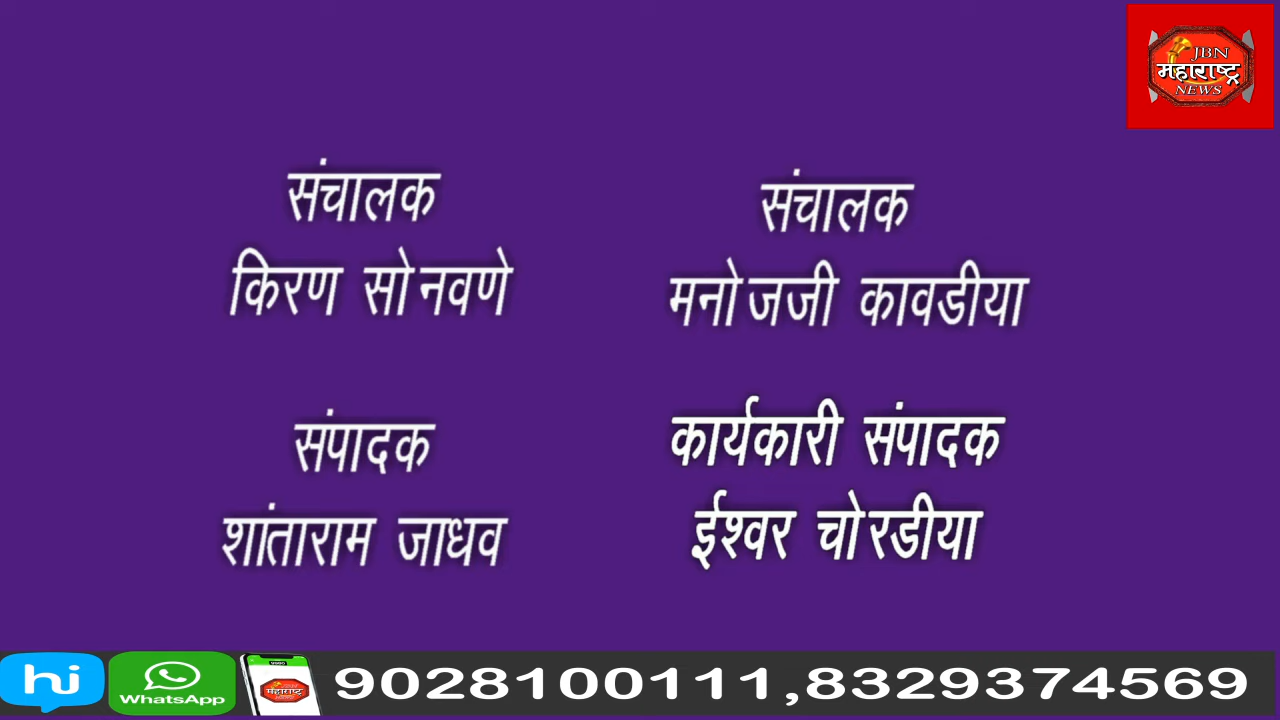 JBN
महाराष्ट्र
NEWS
संचालक
किरण सोनवणे
संचालक
मनोजजी कावडीया
संपादक
शांताराम जाधव
कार्यकारी संपादक
ईश्वर चोरडीया
hi
WhatsApp
महाराष्ट्र
9028100111,8329374569